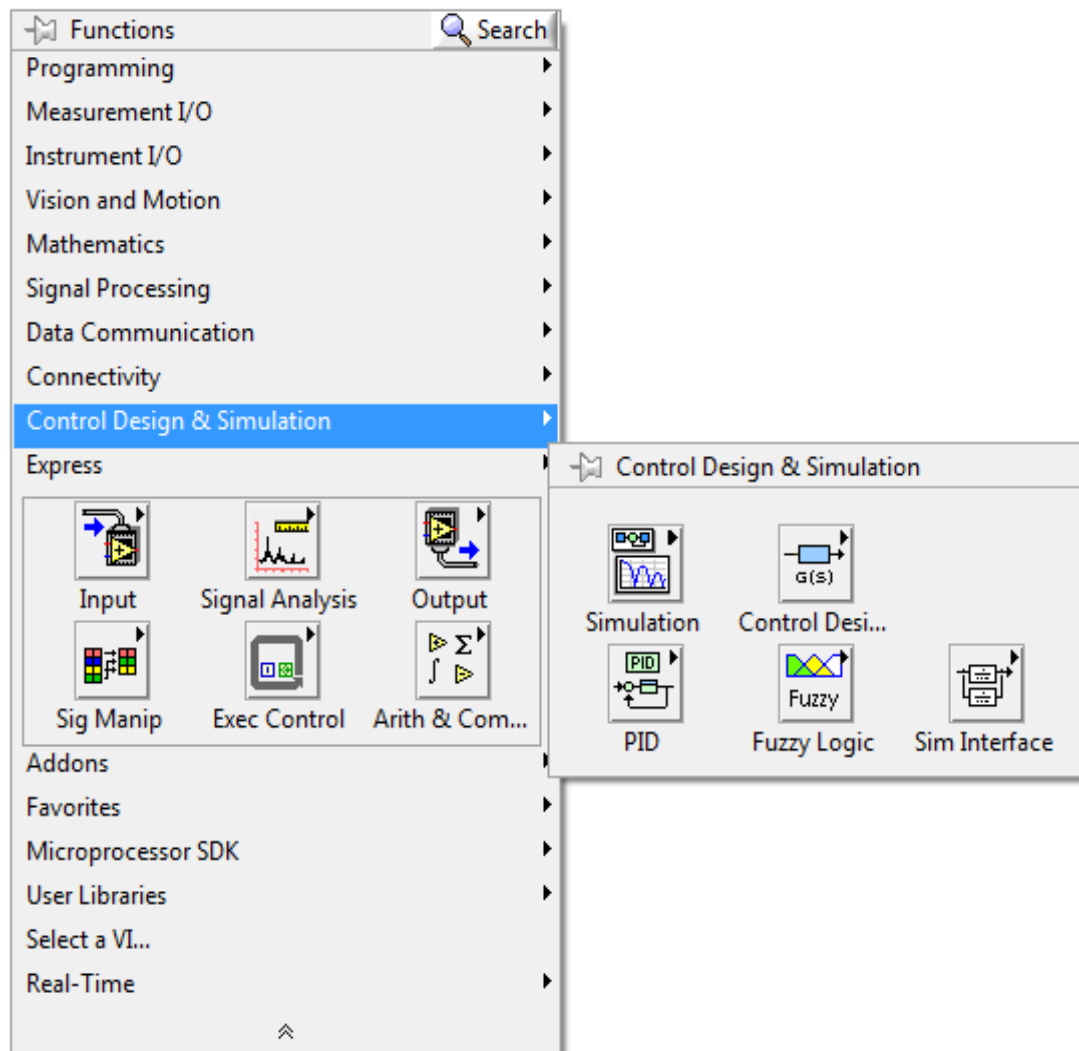 Functions
Search
Programming
Measurement I/O
Instrument I/O
Vision and Motion
Mathematics
Signal Processing
Data Communication
Connectivity
Control Design & Simulation
Express
Input Signal Analysis Output
Sig Manip Exec Control Arith & Com...
Addons
Favorites
Microprocessor SDK
User Libraries
Select a VI...
Real-Time
Control Design & Simulation
G(s)
Simulation Control Desi...
PID
Fuzzy
PID Fuzzy Logic Sim Interface